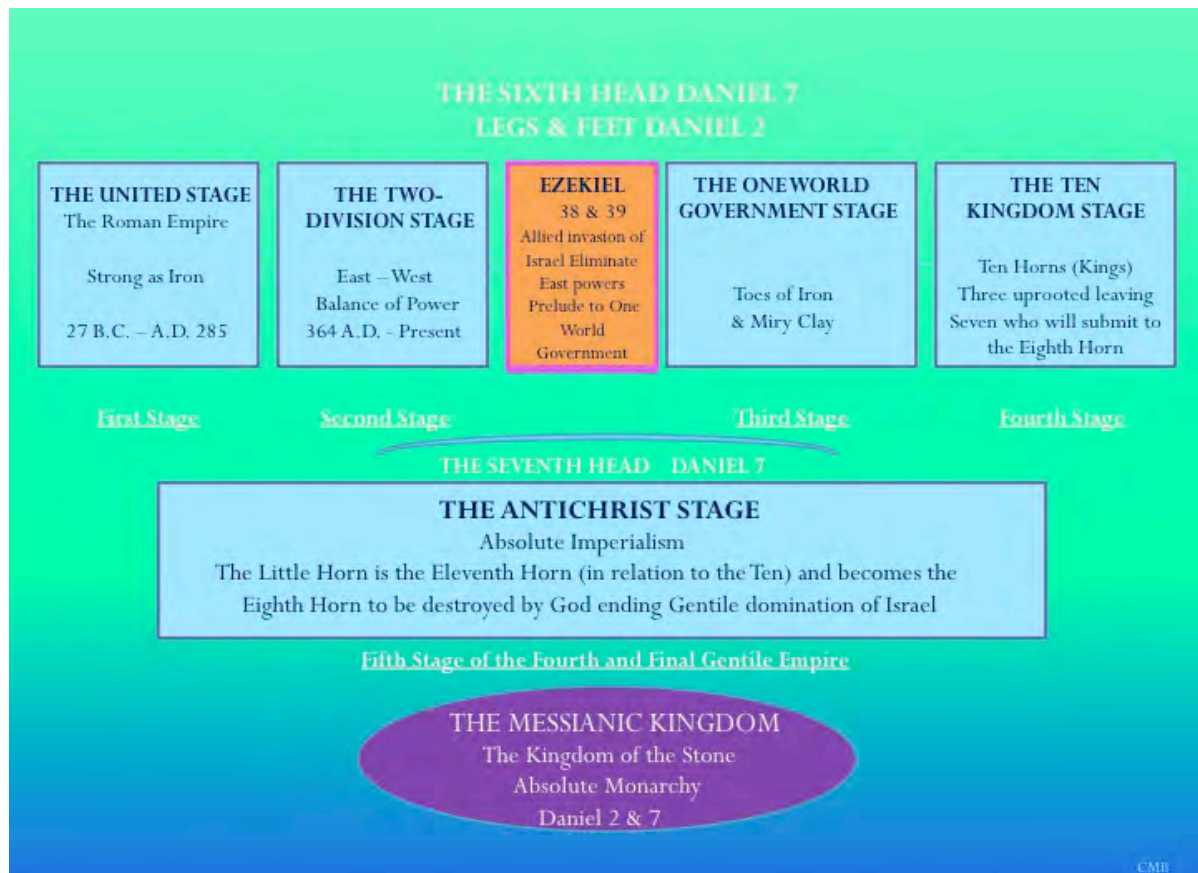 THE SIXTH HEAD DANIEL 7
LEGS & FEET DANIEL 2
THE UNITED STAGE
The Roman Empire
Strong as Iron
27 B.C. – A.D. 285
First Stage
THE TWO-
DIVISION STAGE
East – West
Balance of Power
364 A.D. - Present
Second Stage
EZEKIEL
38 & 39
Allied invasion of
Israel Eliminate
East powers
Prelude to One
World
Government
THE ONE WORLD
GOVERNMENT STAGE
Toes of Iron
& Miry Clay
Third Stage
THE TEN
KINGDOM STAGE
Ten Horns (Kings)
Three uprooted leaving
Seven who will submit to
the Eighth Horn
Fourth Stage
THE SEVENTH HEAD DANIEL 7
THE ANTICHRIST STAGE
Absolute Imperialism
The Little Horn is the Eleventh Horn (in relation to the Ten) and becomes the
Eighth Horn to be destroyed by God ending Gentile domination of Israel
Fifth Stage of the Fourth and Final Gentile Empire
THE MESSIANIC KINGDOM
The Kingdom of the Stone
Absolute Monarchy
Daniel 2 & 7
CMB